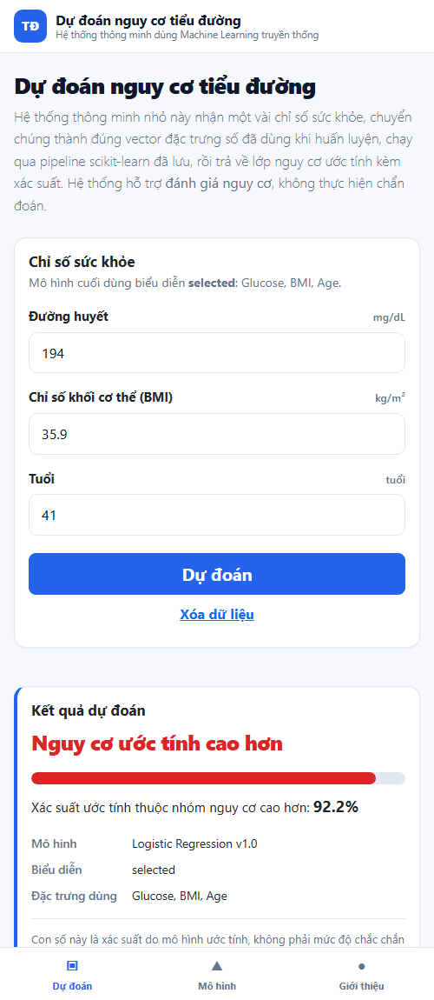 TĐ
Dự đoán nguy cơ tiểu đường
Hệ thống thông minh dùng Machine Learning truyền thống
Dự đoán nguy cơ tiểu đường
Hệ thống thông minh nhỏ này nhận một vài chỉ số sức khỏe, chuyển
chúng thành đúng vector đặc trưng số đã dùng khi huấn luyện, chạy
qua pipeline scikit-learn đã lưu, rồi trả về lớp nguy cơ ước tính kèm
xác suất. Hệ thống hỗ trợ đánh giá nguy cơ, không thực hiện chẩn
đoán.
Chỉ số sức khỏe
Mô hình cuối dùng biểu diễn selected: Glucose, BMI, Age.
Đường huyết mg/dL
194
Chỉ số khối cơ thể (BMI) kg/m²
35.9
Tuổi tuổi
41
Dự đoán
Xóa dữ liệu
Kết quả dự đoán
Nguy cơ ước tính cao hơn
Xác suất ước tính thuộc nhóm nguy cơ cao hơn: 92.2%
Mô hình Logistic Regression v1.0
Biểu diễn selected
Đặc trưng dùng Glucose, BMI, Age
Con số này là xác suất do mô hình ước tính, không phải mức độ chắc chắn
Dự đoán Mô hình Giới thiệu